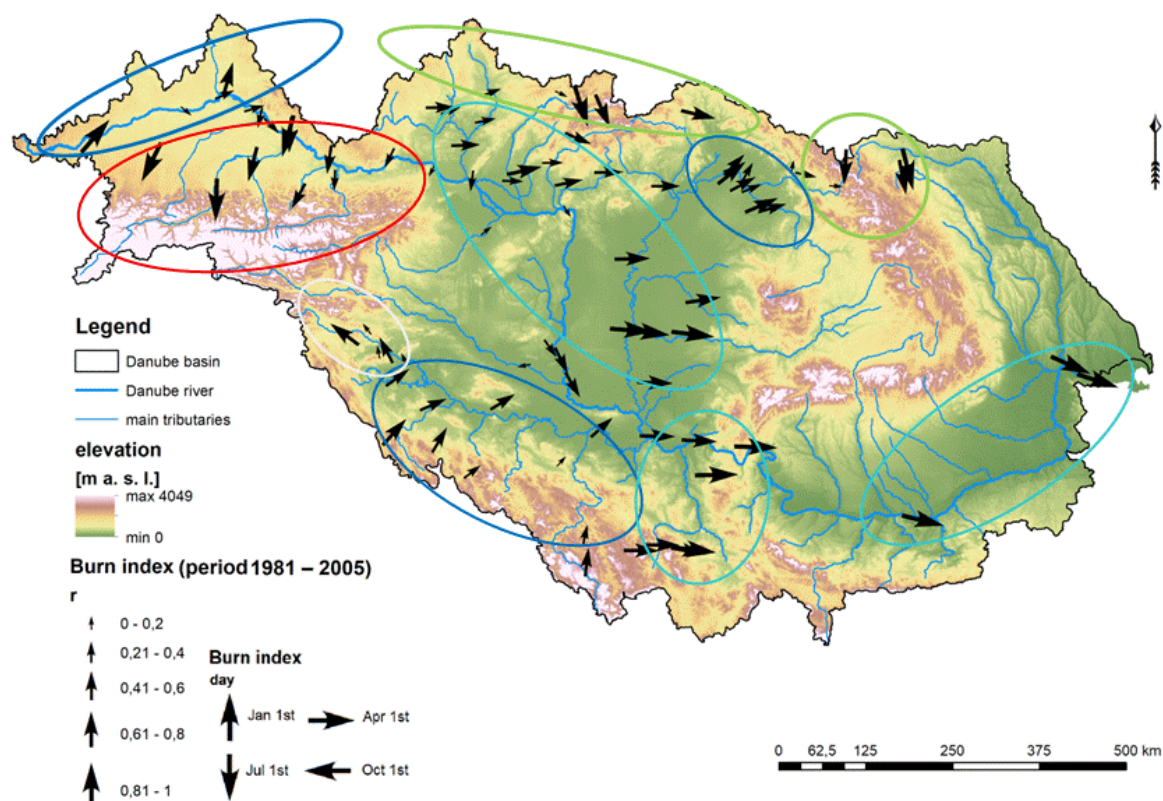 Legend
Danube basin
Danube river
main tributaries
elevation
[m a. s. l.]
max 4049
min 0
Burn index (period 1981 – 2005)
r
0 - 0,2
0,21 - 0,4
0,41 - 0,6
0,61 - 0,8
0,81 - 1
Burn index
day
Jan 1st
Apr 1st
Jul 1st
Oct 1st
0 62,5 125 250 375 500 km